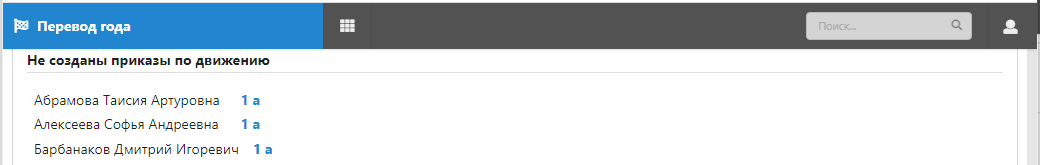 Перевод года
Поиск...
Не созданы приказы по движению
Абрамова Таисия Артуровна 1 а
Алексеева Софья Андреевна 1 а
Барбанаков Дмитрий Игоревич 1 а